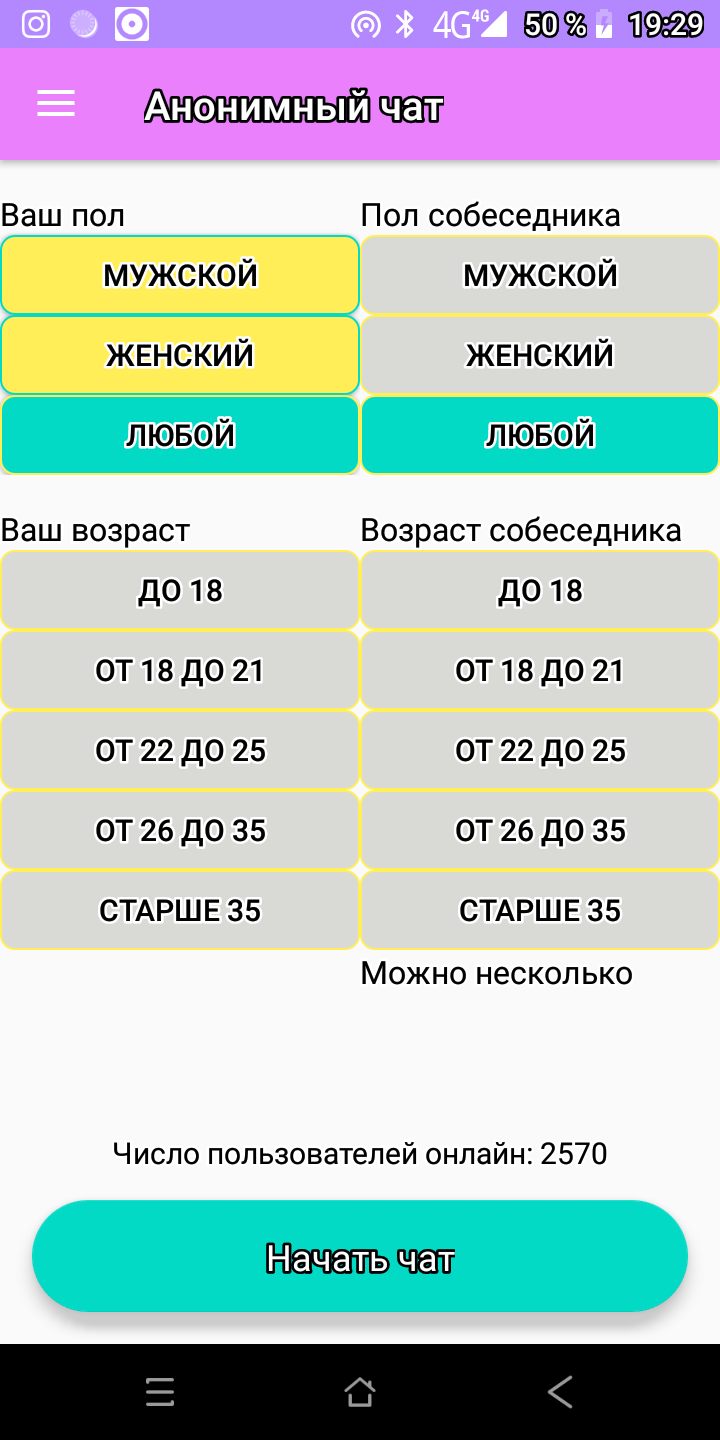 4G 4G 50 % 19:29
Анонимный чат
Ваш пол
МУЖСКОЙ
ЖЕНСКИЙ
ЛЮБОЙ
Пол собеседника
МУЖСКОЙ
ЖЕНСКИЙ
ЛЮБОЙ
Ваш возраст
ДО 18
ОТ 18 ДО 21
ОТ 22 ДО 25
ОТ 26 ДО 35
СТАРШЕ 35
Возраст собеседника
ДО 18
ОТ 18 ДО 21
ОТ 22 ДО 25
ОТ 26 ДО 35
СТАРШЕ 35
Можно несколько
Число пользователей онлайн: 2570
Начать чат